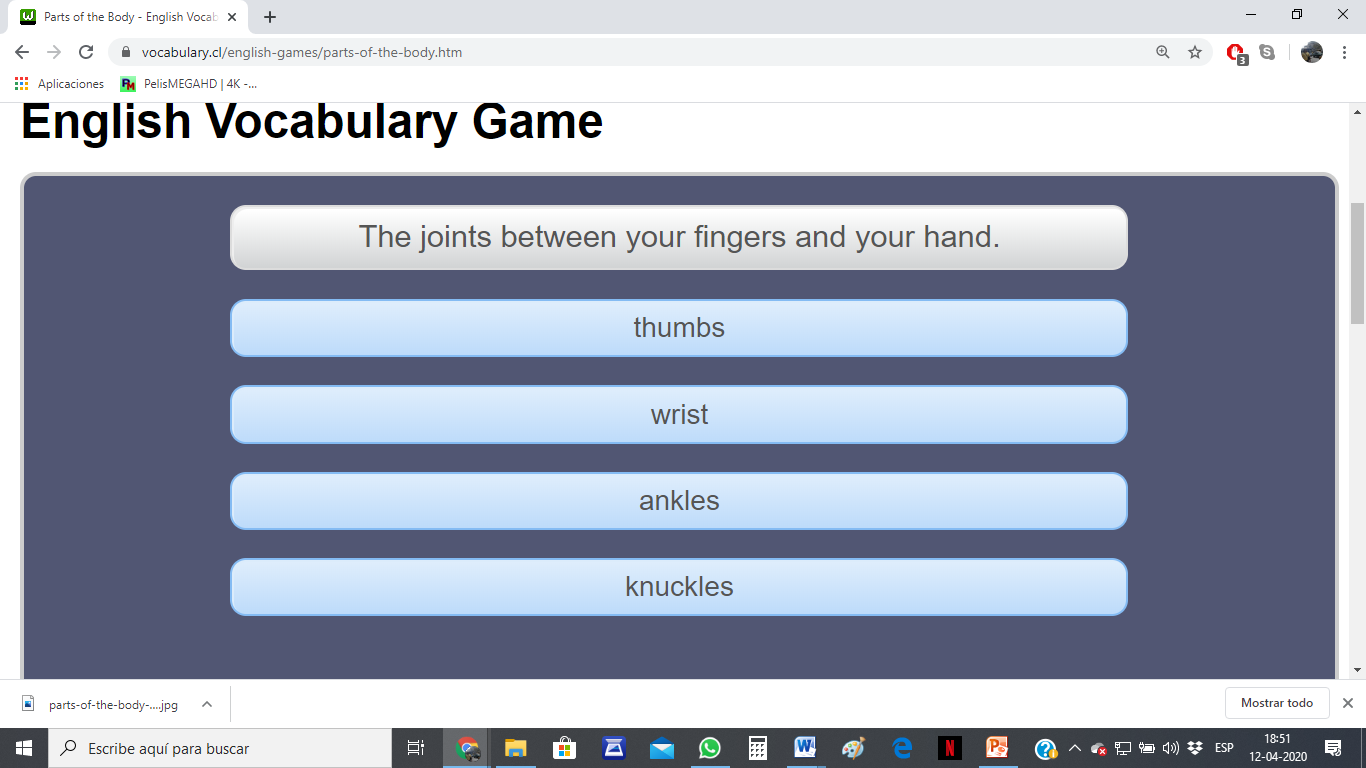 Parts of the Body - English Vocab
vocabulary.cl/english-games/parts-of-the-body.htm
3
Aplicaciones
PelisMEGAHD | 4K -...
English Vocabulary Game
The joints between your fingers and your hand.
thumbs
wrist
ankles
knuckles
parts-of-the-body-....jpg
Mostrar todo
Escribe aquí para buscar
ESP
18:51
12-04-2020